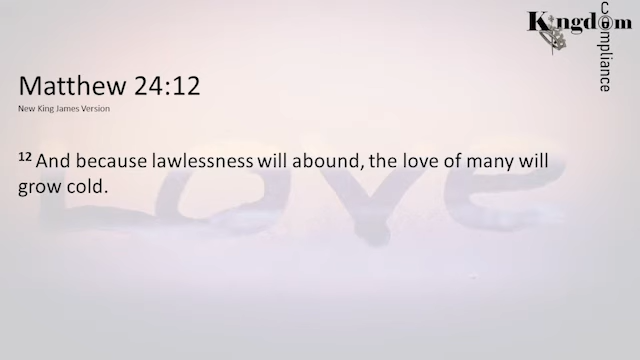 Kingdom
Compliance
Matthew 24:12
New King James Version
12 And because lawlessness will abound, the love of many will
grow cold.
Love